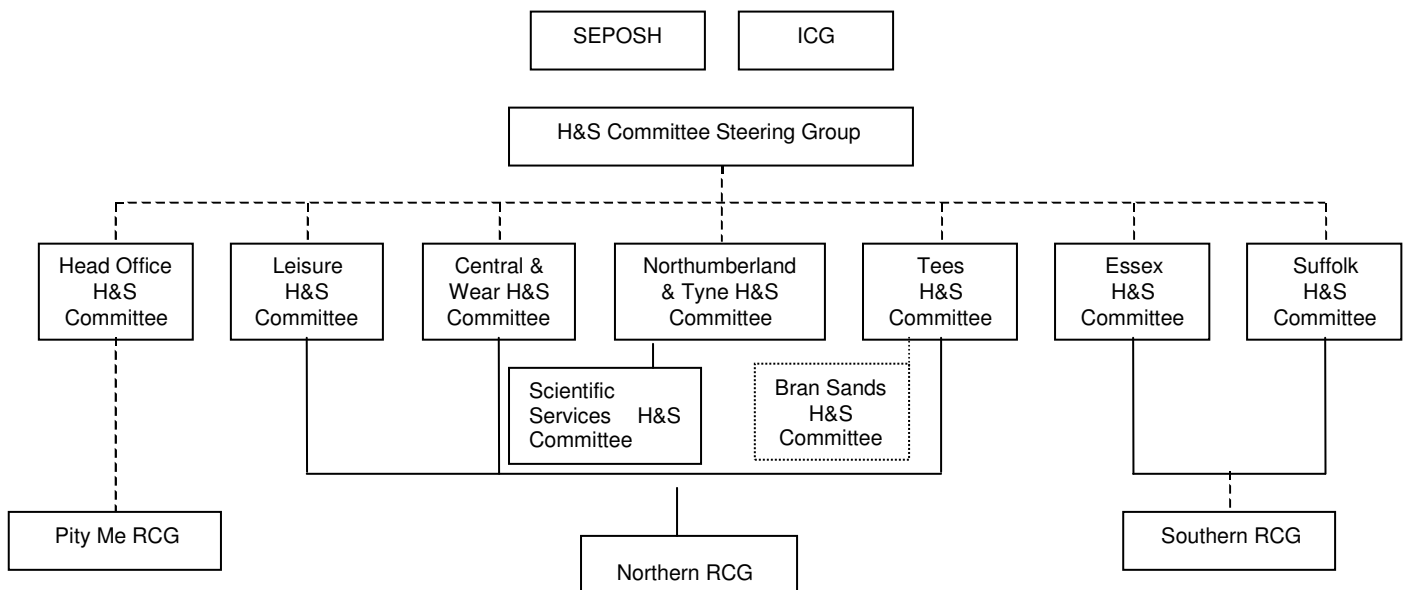 SEPOSH
ICG
H&S Committee Steering Group
Head Office
H&S
Committee
Leisure
H&S
Committee
Central &
Wear H&S
Committee
Northumberland
& Tyne H&S
Committee
Tees
H&S
Committee
Essex
H&S
Committee
Suffolk
H&S
Committee
Scientific
Services H&S
Committee
Bran Sands
H&S
Committee
Pity Me RCG
Northern RCG
Southern RCG